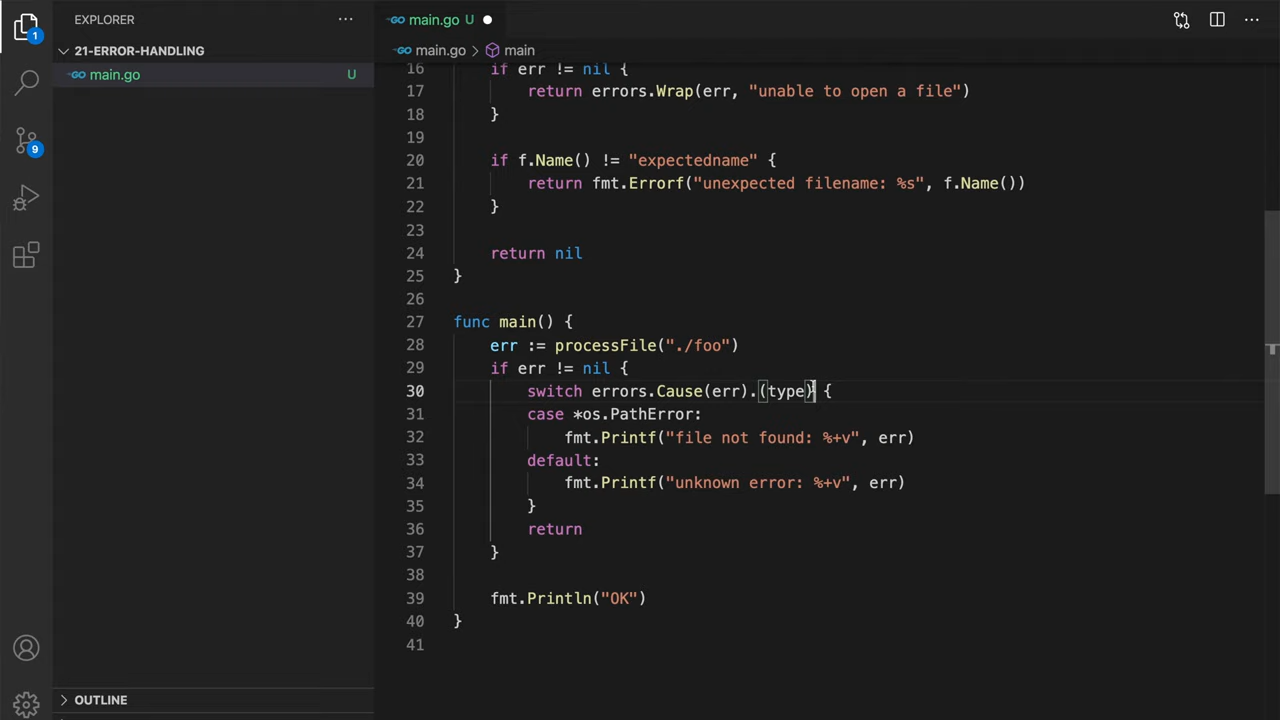 EXPLORER
21-ERROR-HANDLING
main.go U
OUTLINE
1
9
main.go U
main.go > main
16 if err != nil {
17 return errors.Wrap(err, "unable to open a file")
18 }
19
20 if f.Name() != "expectedname" {
21 return fmt.Errorf("unexpected filename: %s", f.Name())
22 }
23
24 return nil
25 }
26
27 func main() {
28 err := processFile("./foo")
29 if err != nil {
30 switch errors.Cause(err).(type) {
31 case *os.PathError:
32 fmt.Printf("file not found: %+v", err)
33 default:
34 fmt.Printf("unknown error: %+v", err)
35 }
36 return
37 }
38
39 fmt.Println("OK")
40 }
41